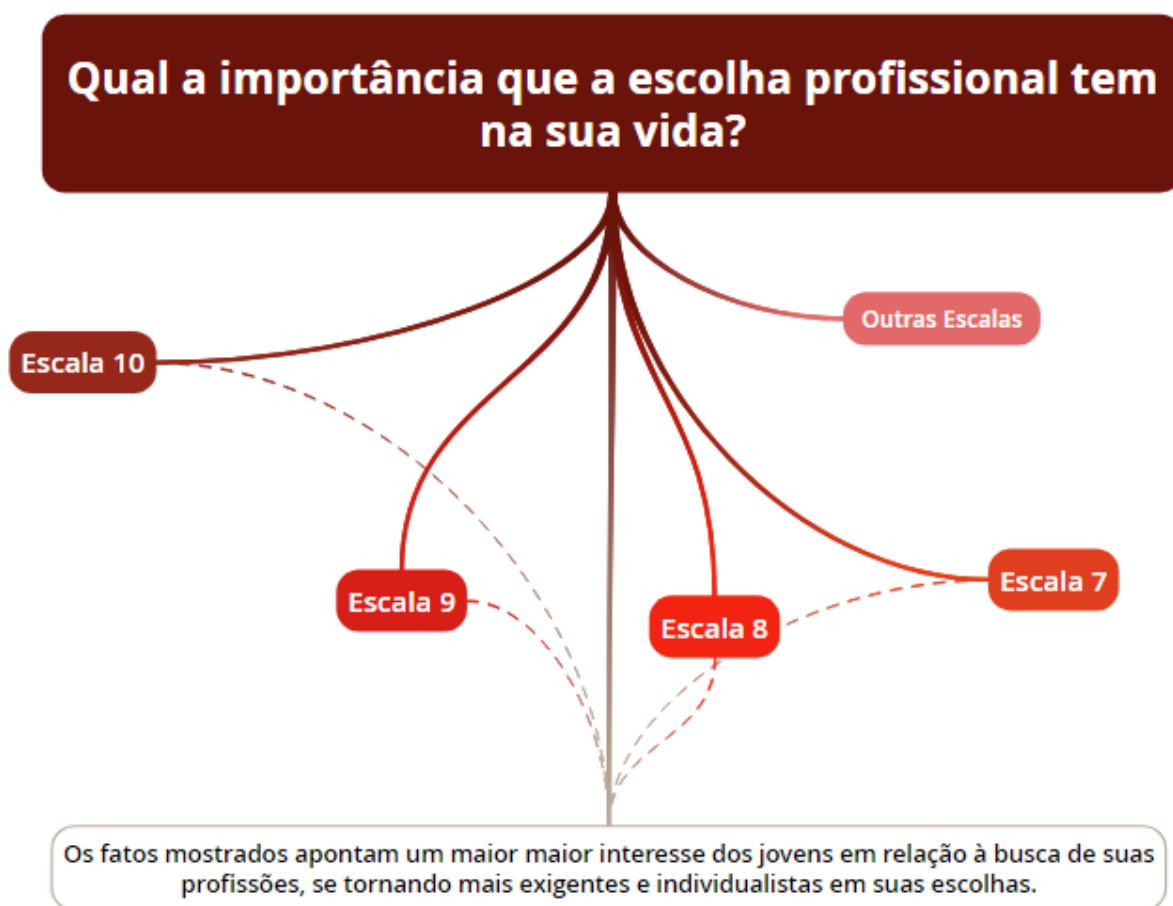 Qual a importância que a escolha profissional tem
na sua vida?
Outras Escalas
Escala 10
Escala 9
Escala 8
Escala 7
Os fatos mostrados apontam um maior maior interesse dos jovens em relação à busca de suas
profissões, se tornando mais exigentes e individualistas em suas escolhas.